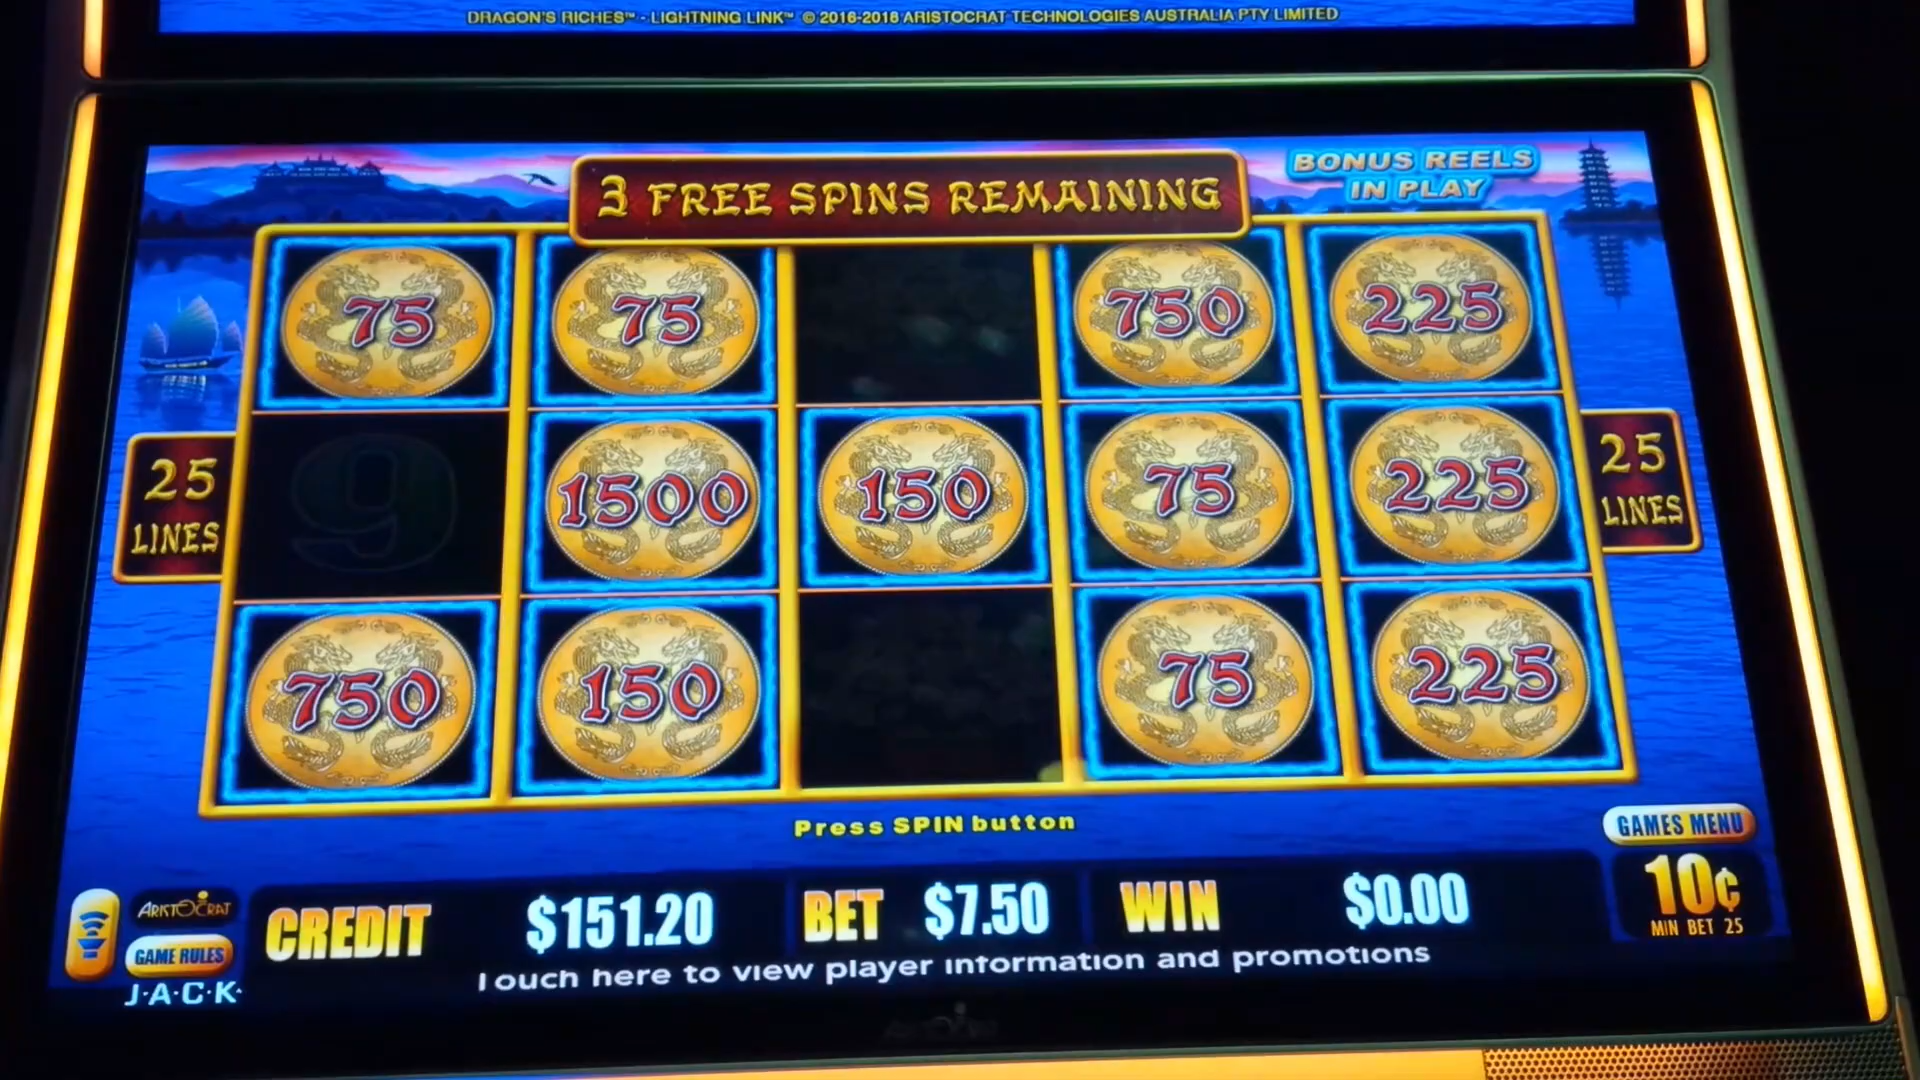 DRAGON'S RICHES™ - LIGHTNING LINK™ © 2016-2018 ARISTOCRAT TECHNOLOGIES AUSTRALIA PTY LIMITED
3 FREE SPINS REMAINING
BONUS REELS
IN PLAY
75 75 750 225
25
LINES
9 1500 150 75 225
25
LINES
750 150 75 225
Press SPIN button
GAMES MENU
ARISTOCRAT
GAME RULES
J·A·C·K
CREDIT $151.20 BET $7.50 WIN $0.00
10¢
MIN BET 25
Touch here to view player information and promotions